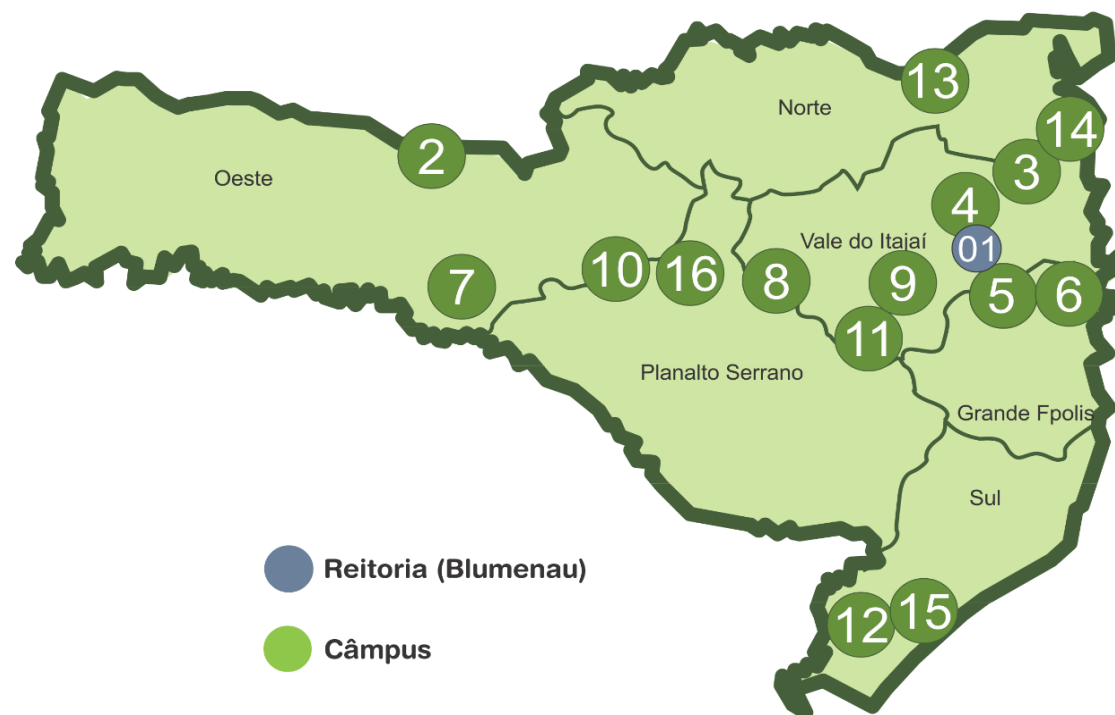 13
Norte
14
2
3
Oeste
4
Vale do Itajaí
01
10
16
8
9
7
5
6
11
Planalto Serrano
Grande Fpolis
Sul
Reitoria (Blumenau)
12
15
Câmpus